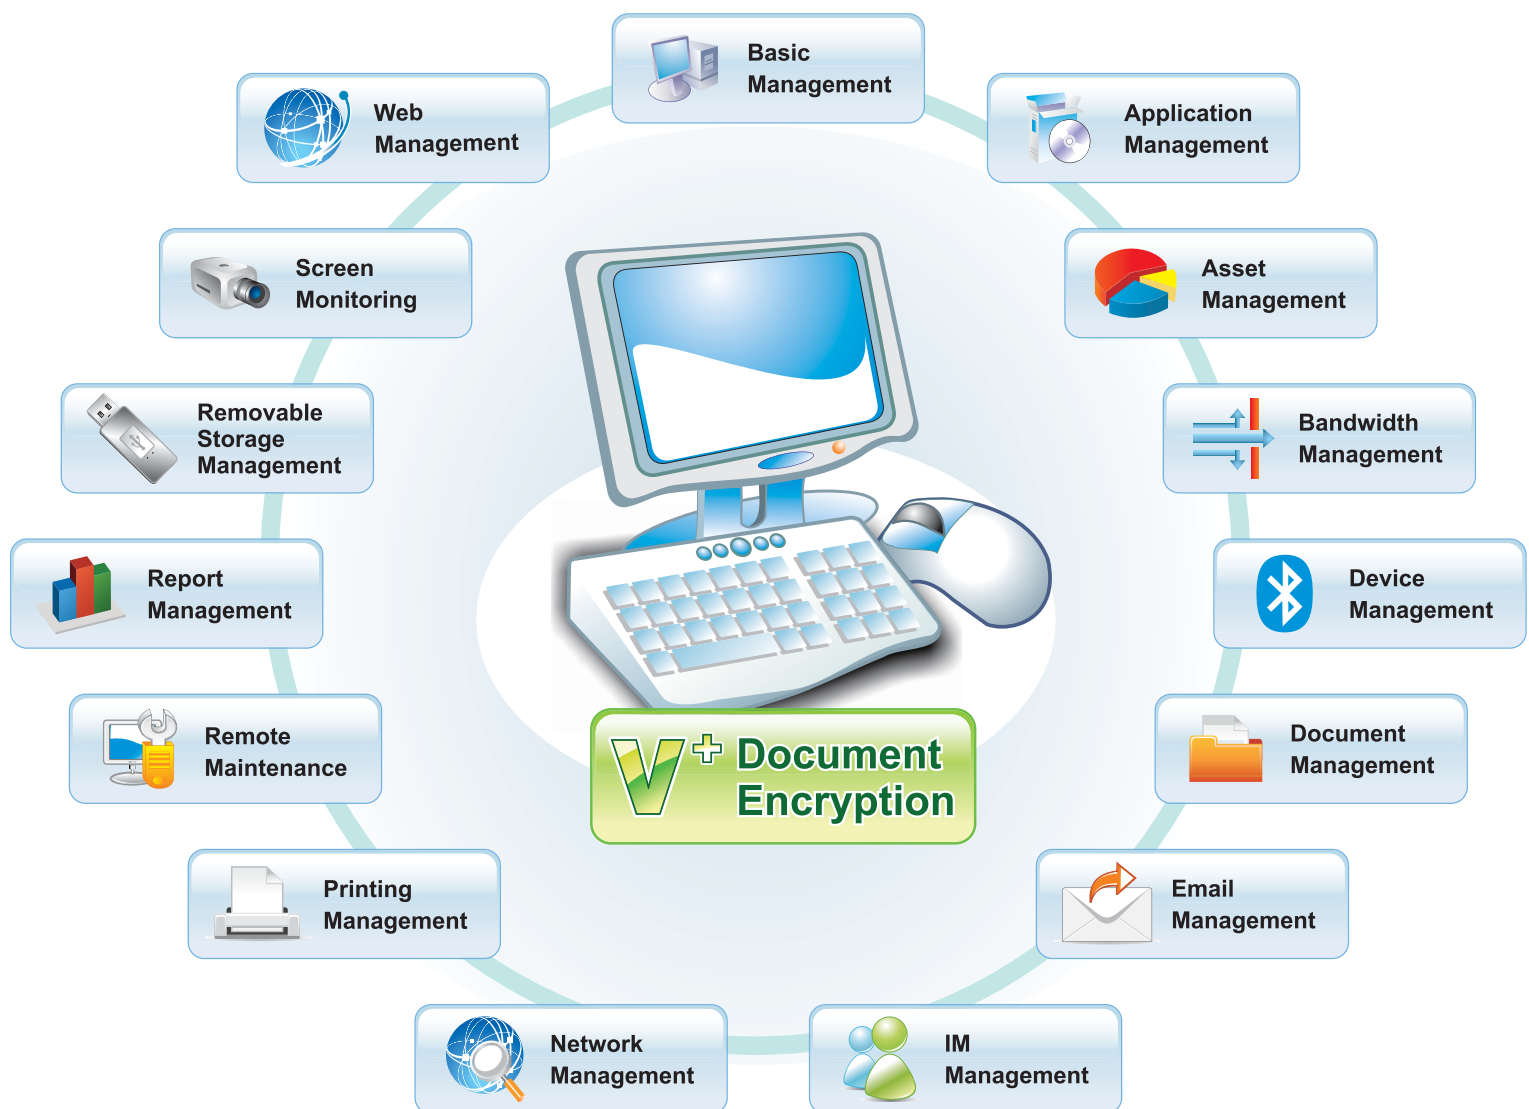 Basic
Management
Web
Management
Application
Management
Screen
Monitoring
Asset
Management
Removable
Storage
Management
Bandwidth
Management
Report
Management
Device
Management
Remote
Maintenance
Document
Management
V+ Document
Encryption
Printing
Management
Email
Management
Network
Management
IM
Management